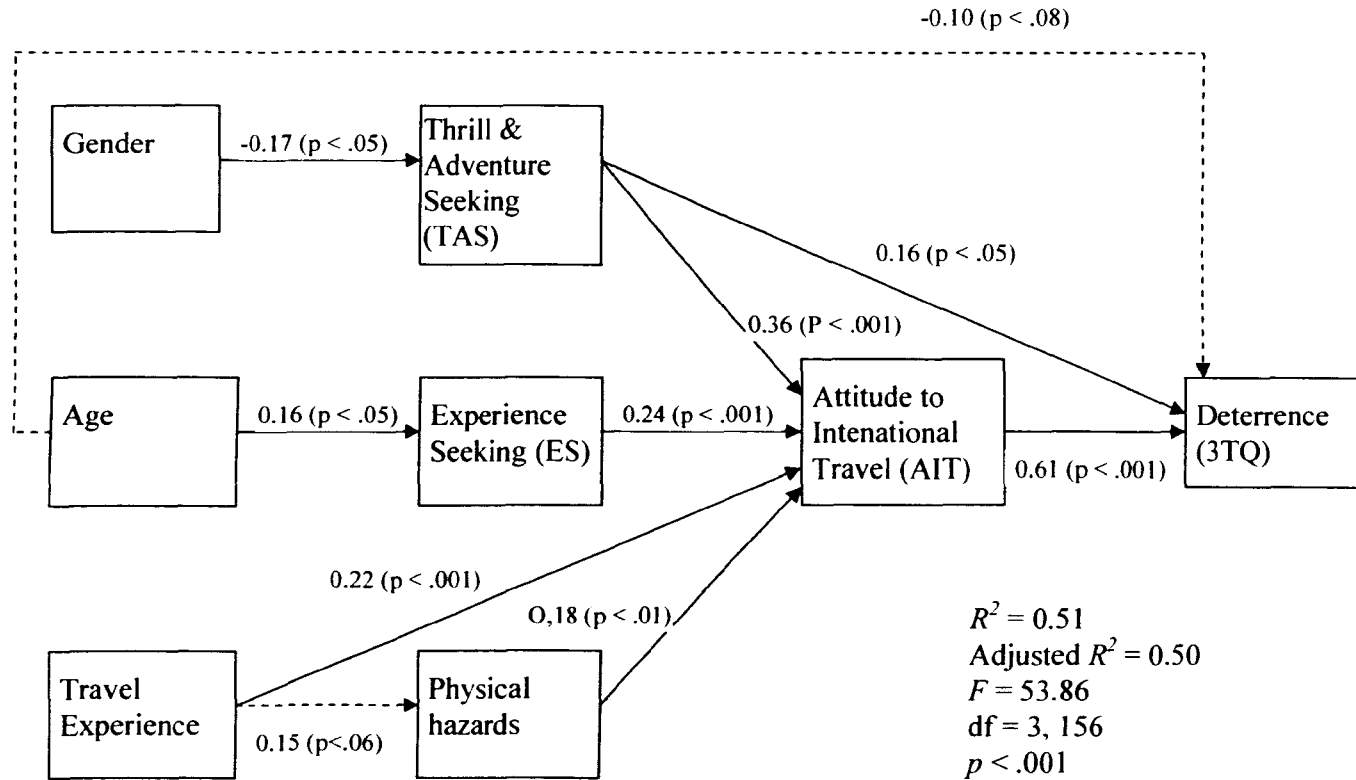 -0.10 (p < .08)
Gender
-0.17 (p < .05)
Thrill &
Adventure
Seeking
(TAS)
0.16 (p < .05)
0.36 (P < .001)
Age
0.16 (p < .05)
Experience
Seeking (ES)
0.24 (p < .001)
Attitude to
Intenational
Travel (AIT)
0.61 (p < .001)
Deterrence
(3TQ)
0.22 (p < .001)
O,18 (p < .01)
Travel
Experience
0.15 (p<.06)
Physical
hazards
R² = 0.51
Adjusted R² = 0.50
F = 53.86
df = 3, 156
p < .001